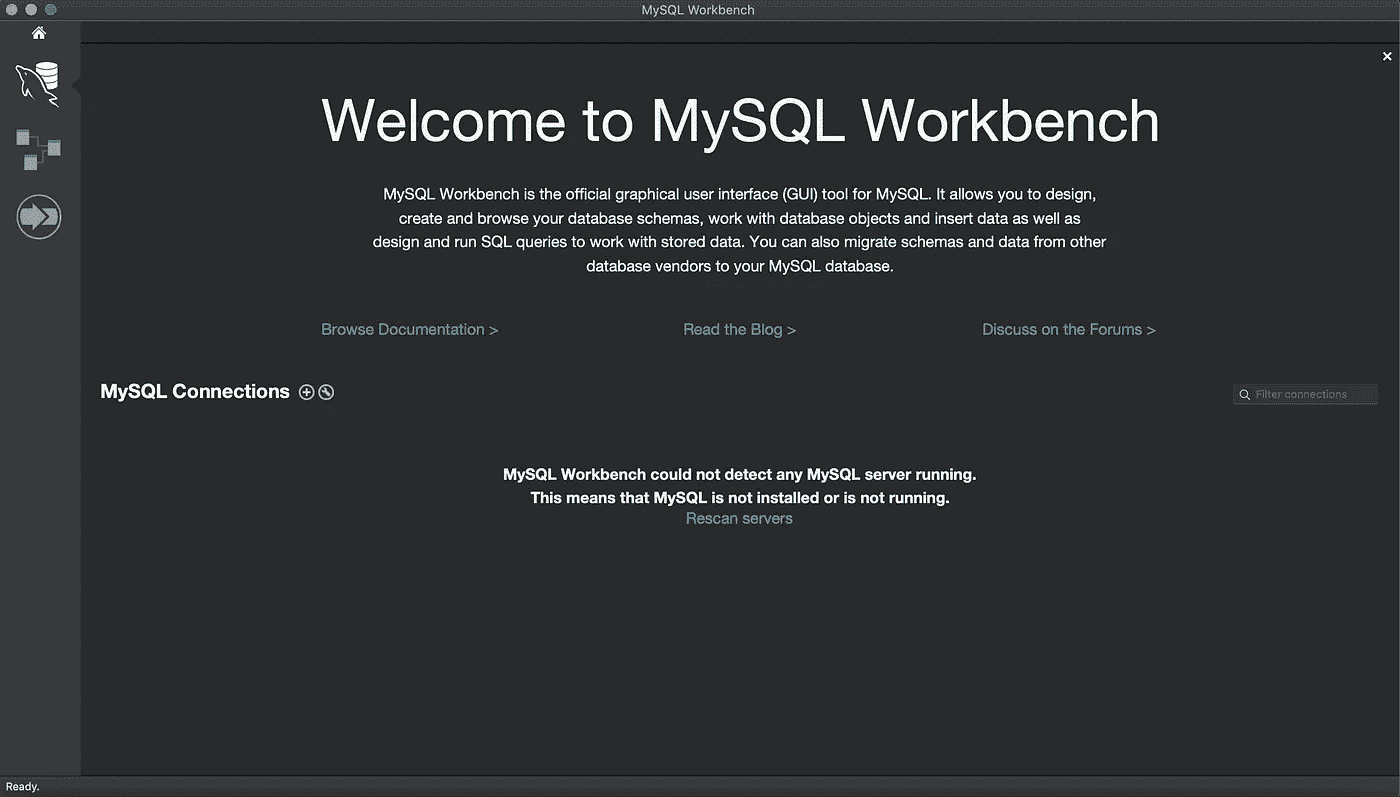 MySQL Workbench
Welcome to MySQL Workbench
MySQL Workbench is the official graphical user interface (GUI) tool for MySQL. It allows you to design,
create and browse your database schemas, work with database objects and insert data as well as
design and run SQL queries to work with stored data. You can also migrate schemas and data from other
database vendors to your MySQL database.
Browse Documentation >
Read the Blog >
Discuss on the Forums >
MySQL Connections
Filter connections
MySQL Workbench could not detect any MySQL server running.
This means that MySQL is not installed or is not running.
Rescan servers
Ready.